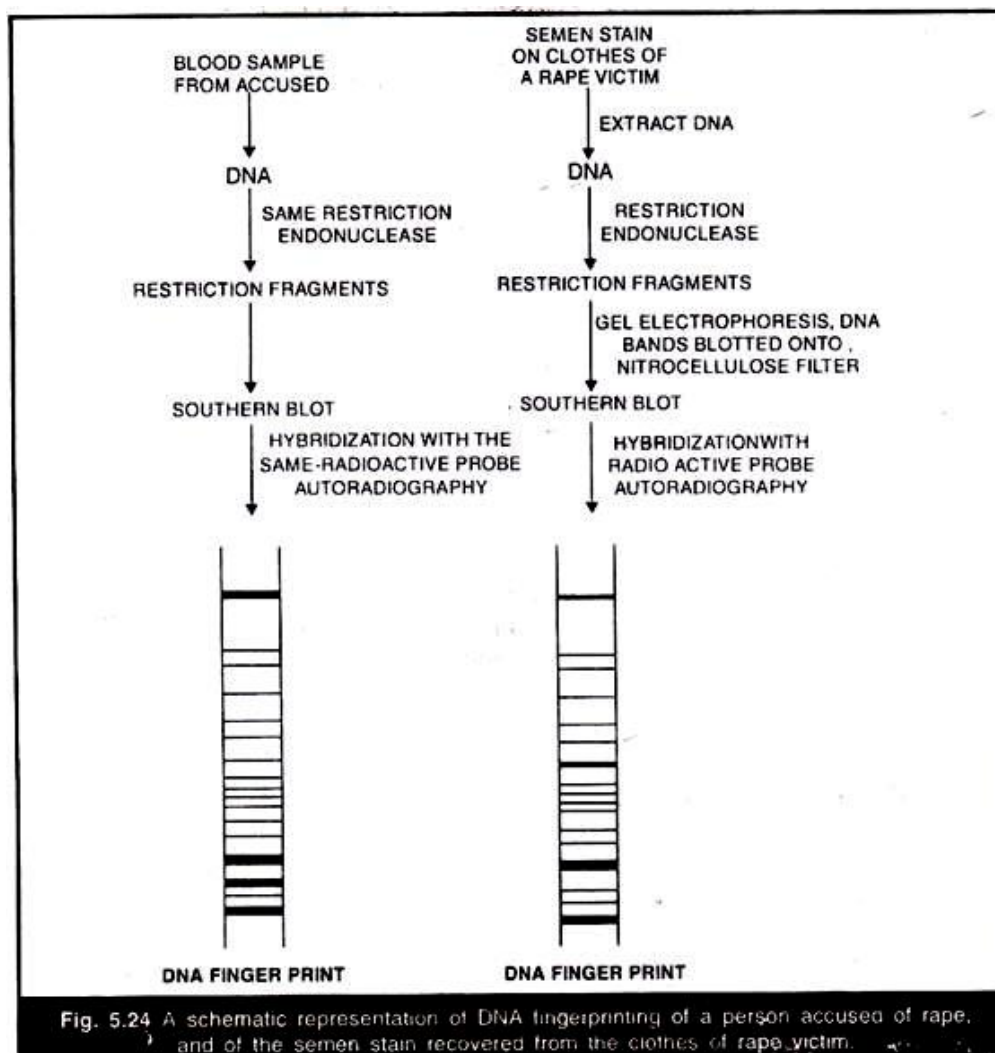 BLOOD SAMPLE
FROM ACCUSED
DNA
SAME RESTRICTION
ENDONUCLEASE
RESTRICTION FRAGMENTS
SOUTHERN BLOT
HYBRIDIZATION WITH THE
SAME-RADIOACTIVE PROBE
AUTORADIOGRAPHY
DNA FINGER PRINT
SEMEN STAIN
ON CLOTHES OF
A RAPE VICTIM
EXTRACT DNA
DNA
RESTRICTION
ENDONUCLEASE
RESTRICTION FRAGMENTS
GEL ELECTROPHORESIS, DNA
BANDS BLOTTED ONTO
NITROCELLULOSE FILTER
SOUTHERN BLOT
HYBRIDIZATIONWITH
RADIO ACTIVE PROBE
AUTORADIOGRAPHY
DNA FINGER PRINT
Fig. 5.24 A schematic representation of DNA fingerprinting of a person accused of rape,
and of the semen stain recovered from the clothes of rape victim.